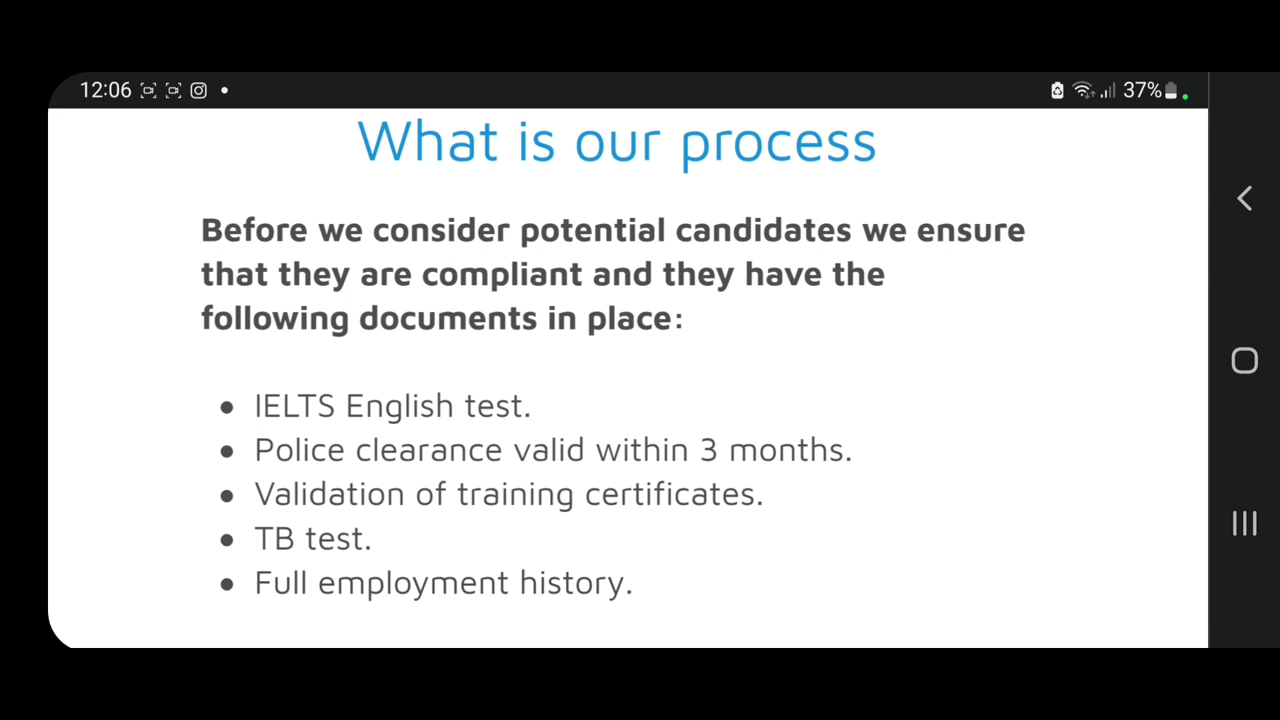 12:06
37%
What is our process
Before we consider potential candidates we ensure
that they are compliant and they have the
following documents in place:
• IELTS English test.
• Police clearance valid within 3 months.
• Validation of training certificates.
• TB test.
• Full employment history.